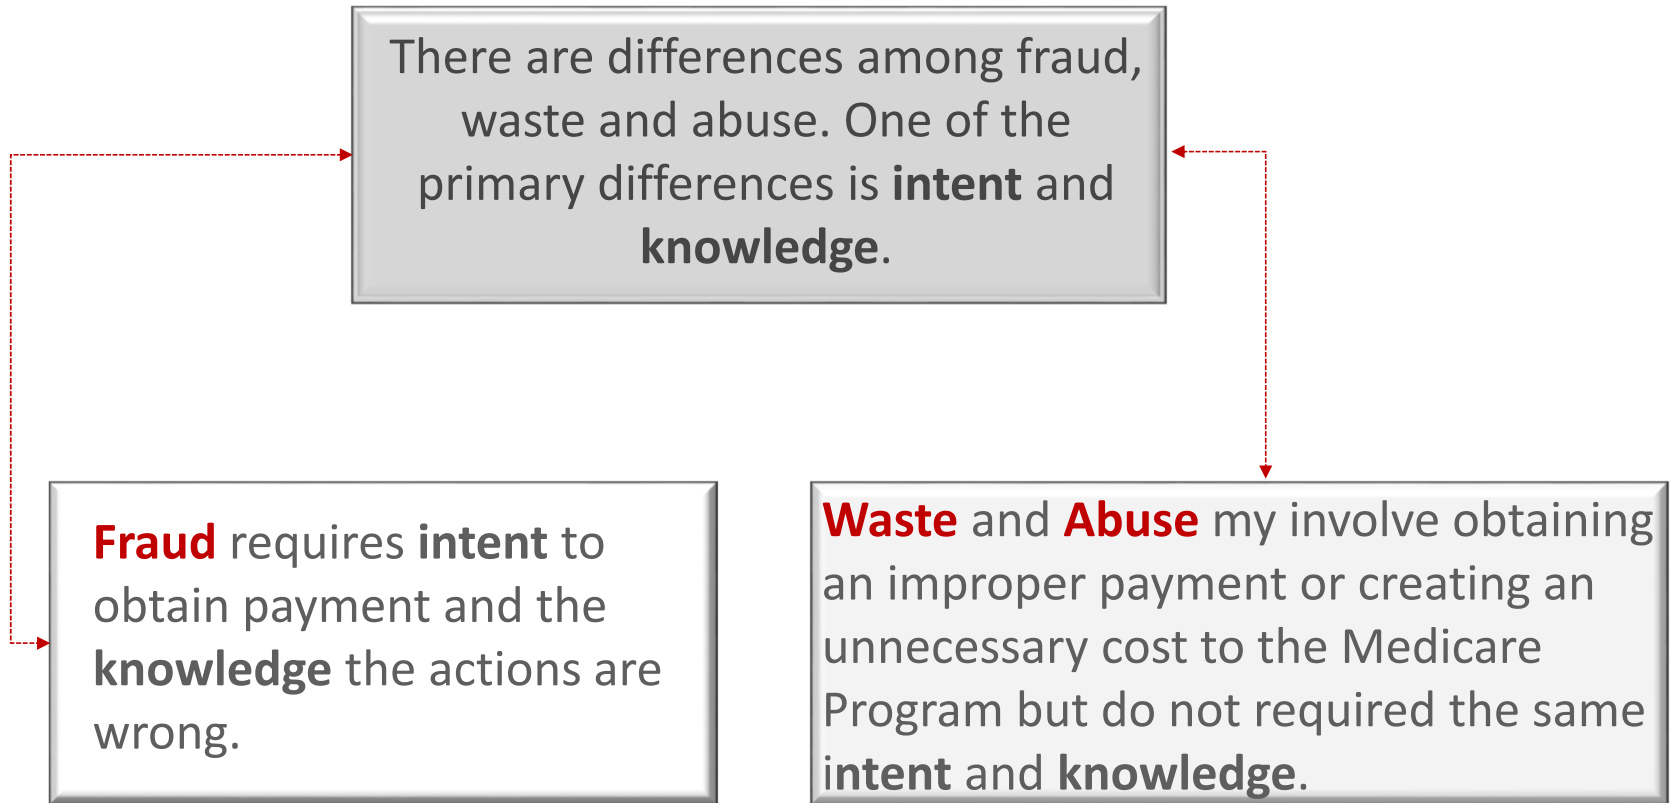 There are differences among fraud,
waste and abuse. One of the
primary differences is intent and
knowledge.
Fraud requires intent to
obtain payment and the
knowledge the actions are
wrong.
Waste and Abuse my involve obtaining
an improper payment or creating an
unnecessary cost to the Medicare
Program but do not required the same
intent and knowledge.